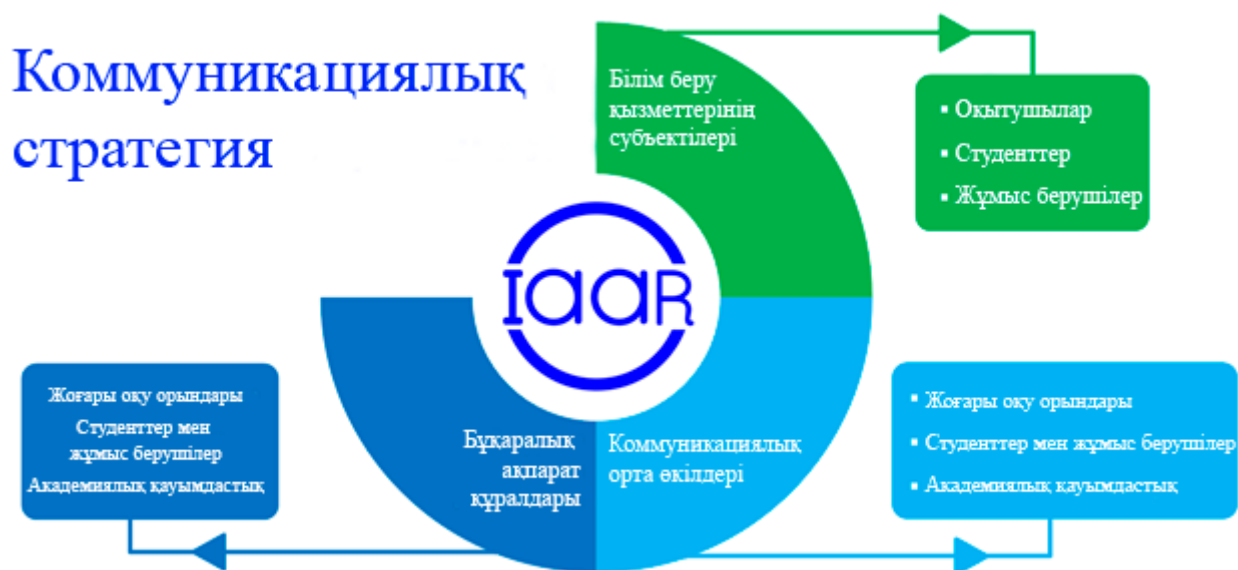 Коммуникациялық
стратегия
Білім беру
қызметтерінің
субъектілері
▪ Оқытушылар
▪ Студенттер
▪ Жұмыс берушілер
IAAR
Жоғары оқу орындары
Студенттер мен
жұмыс берушілер
Академиялық қауымдастық
Бұқаралық
ақпарат
құралдары
Коммуникациялық
орта өкілдері
▪ Жоғары оқу орындары
▪ Студенттер мен жұмыс берушілер
▪ Академиялық қауымдастық